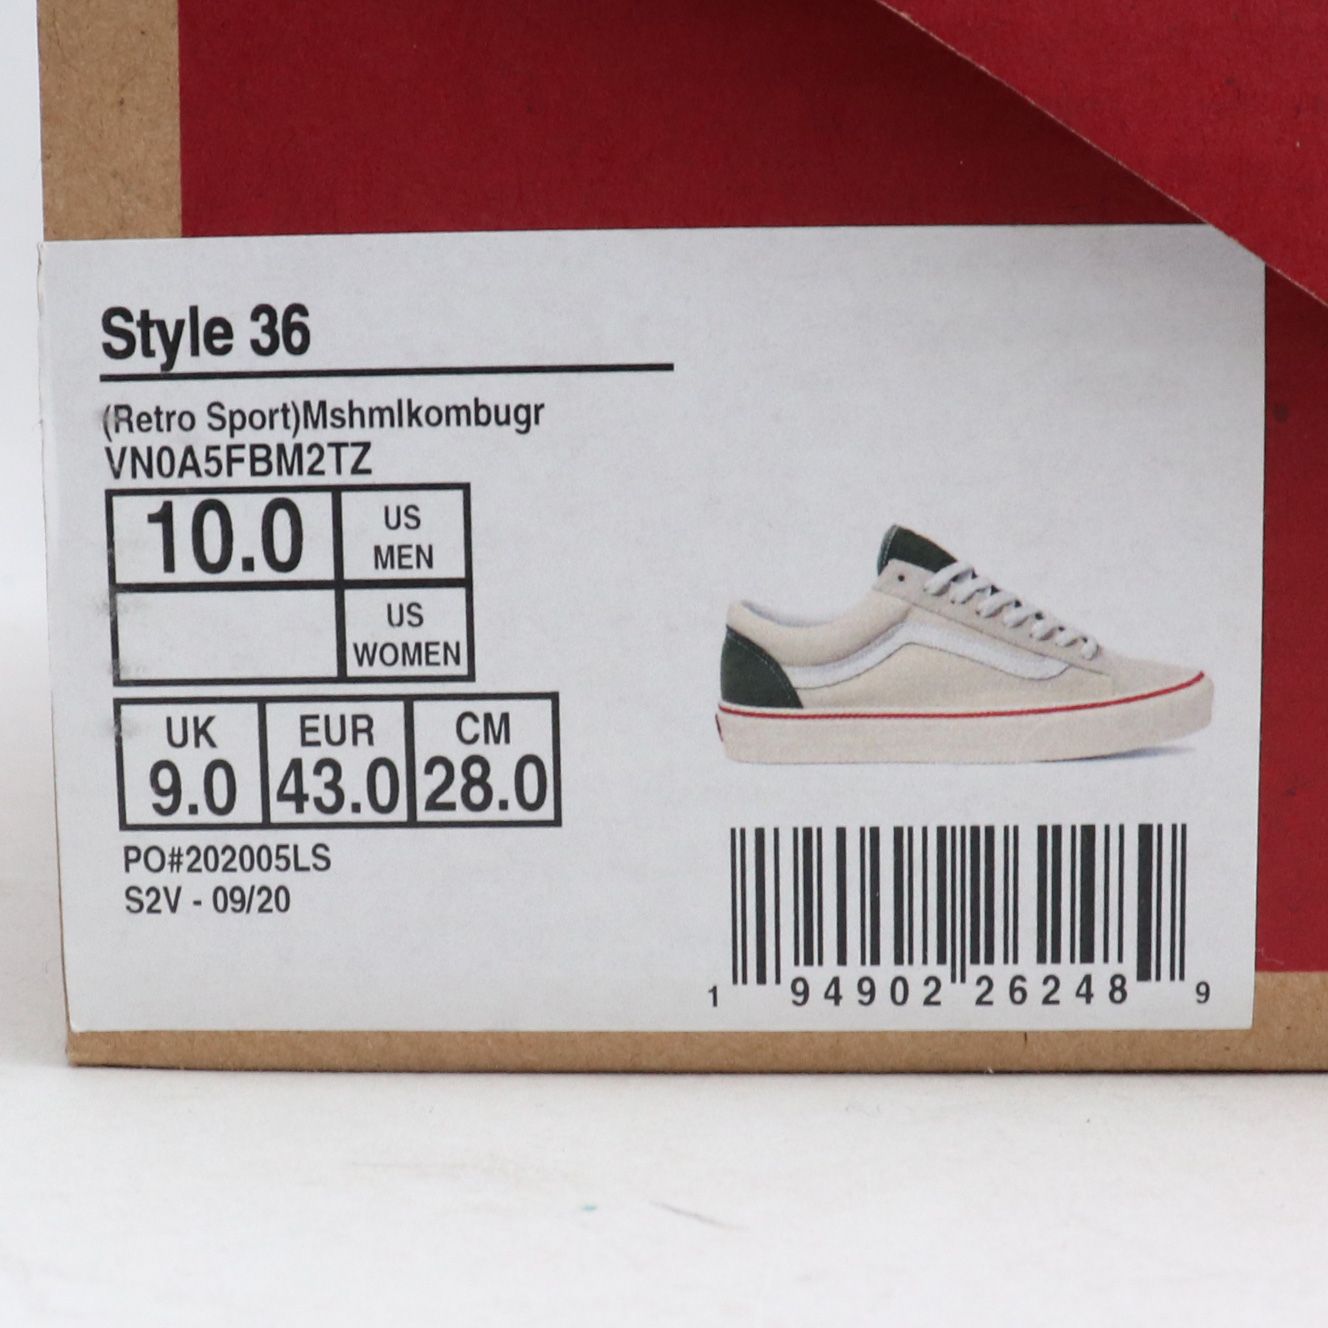 Style 36
(Retro Sport)Mshmlkombugr
VN0A5FBM2TZ
10.0 US MEN
US WOMEN
UK EUR CM
9.0 43.0 28.0
PO#202005LS
S2V - 09/20
1 94902 26248 9